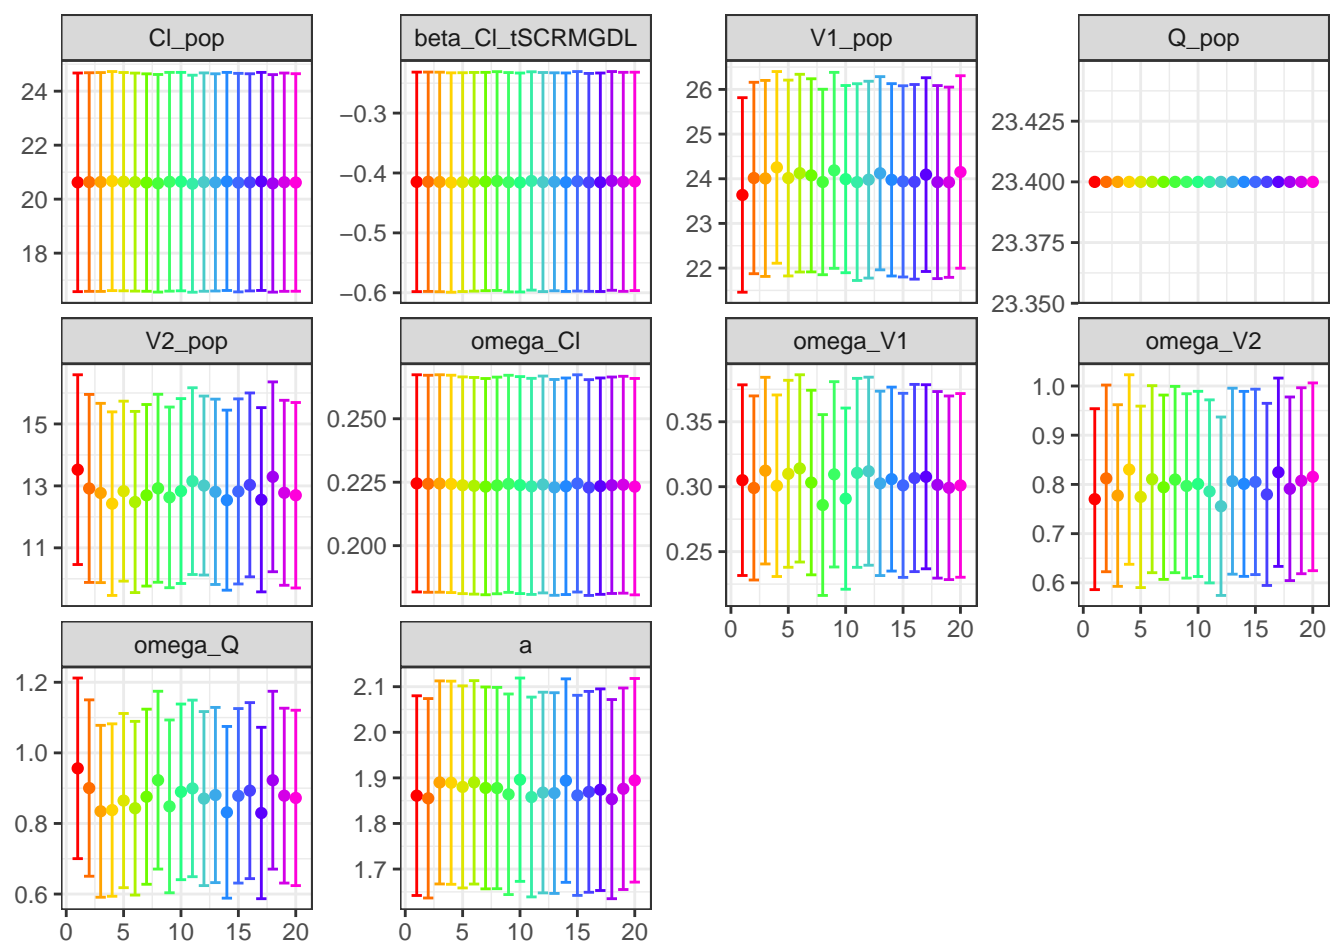 Cl_pop
beta_Cl_tSCRMGDL
V1_pop
Q_pop
24
22
20
18
−0.3
−0.4
−0.5
−0.6
26
25
24
23
22
23.425
23.400
23.375
23.350
V2_pop
omega_Cl
omega_V1
omega_V2
15
13
11
0.250
0.225
0.200
0.35
0.30
0.25
1.0
0.9
0.8
0.7
0.6
0 5 10 15 20
0 5 10 15 20
omega_Q
a
1.2
1.0
0.8
0.6
2.1
2.0
1.9
1.8
1.7
0 5 10 15 20
0 5 10 15 20